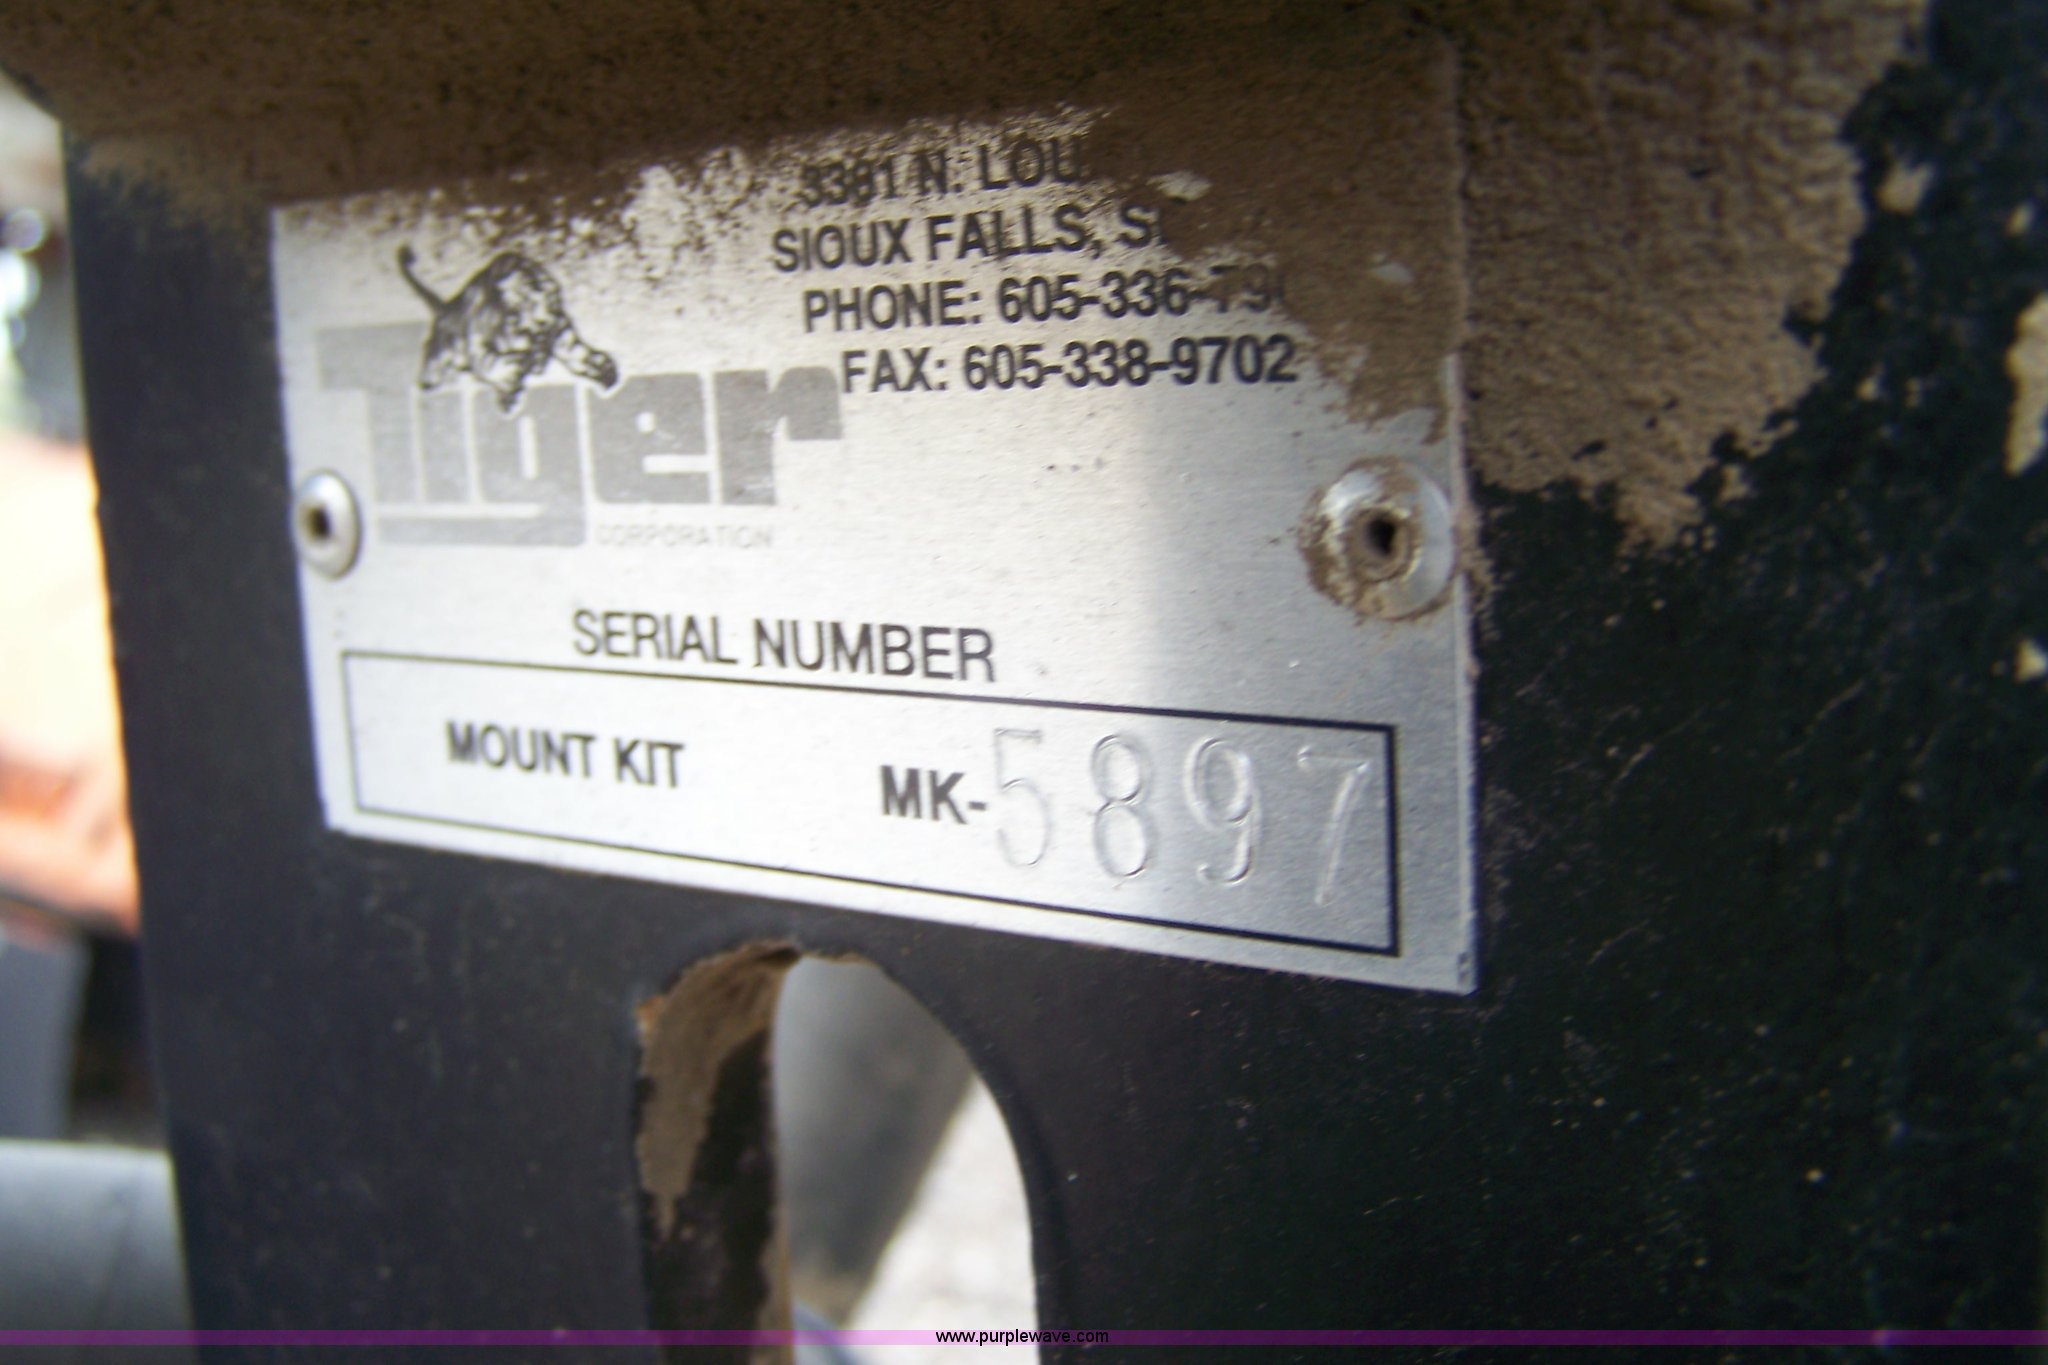 3301 N. LOU
SIOUX FALLS, S
PHONE: 605-336-79
FAX: 605-338-9702
Tiger
CORPORATION
SERIAL NUMBER
MOUNT KIT MK-5897
www.purplewave.com